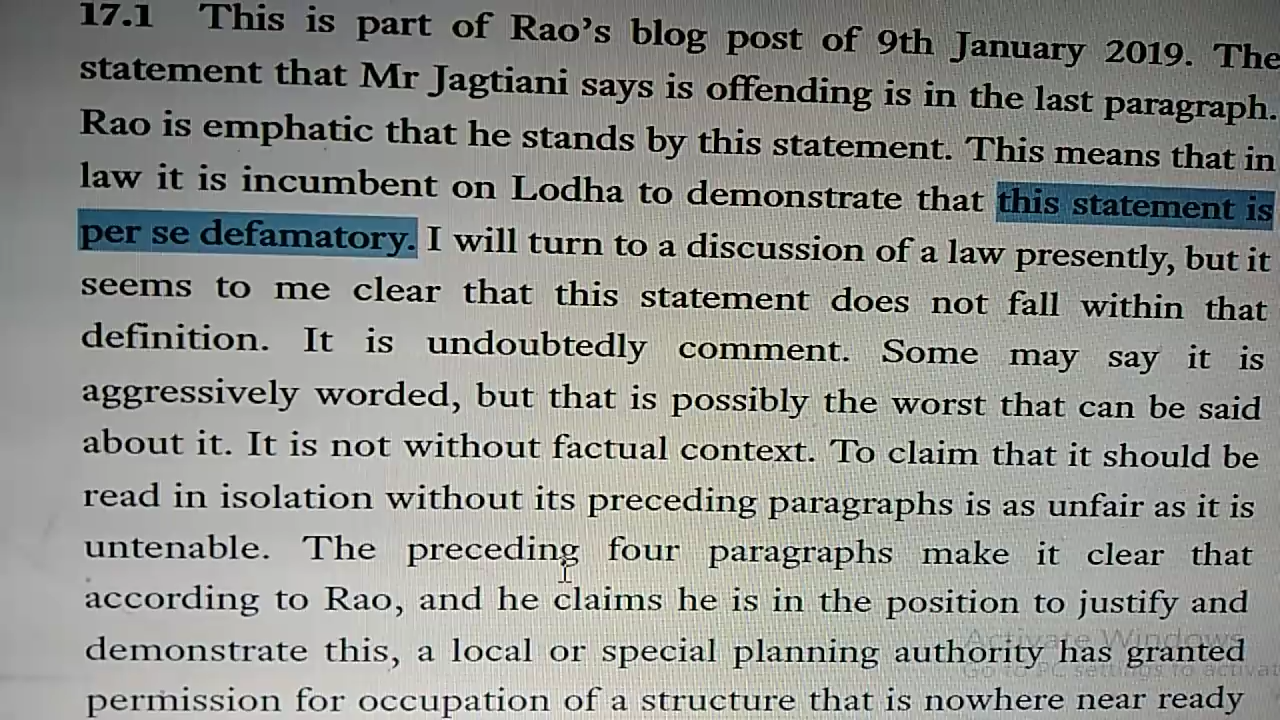 17.1 This is part of Rao’s blog post of 9th January 2019. The
statement that Mr Jagtiani says is offending is in the last paragraph.
Rao is emphatic that he stands by this statement. This means that in
law it is incumbent on Lodha to demonstrate that this statement is
per se defamatory. I will turn to a discussion of a law presently, but it
seems to me clear that this statement does not fall within that
definition. It is undoubtedly comment. Some may say it is
aggressively worded, but that is possibly the worst that can be said
about it. It is not without factual context. To claim that it should be
read in isolation without its preceding paragraphs is as unfair as it is
untenable. The preceding four paragraphs make it clear that
according to Rao, and he claims he is in the position to justify and
Activate Windows
demonstrate this, a local or special planning authority has granted
Go to PC settings to activat
permission for occupation of a structure that is nowhere near ready